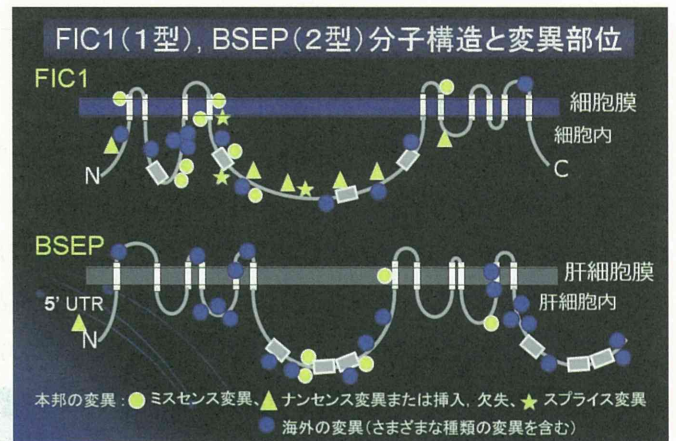 FIC1(1型), BSEP(2型)分子構造と変異部位
FIC1
細胞膜
細胞内
N
C
BSEP
肝細胞膜
5' UTR
肝細胞内
N
本邦の変異:ミスセンス変異、ナンセンス変異または挿入, 欠失、スプライス変異
海外の変異(さまざまな種類の変異を含む)